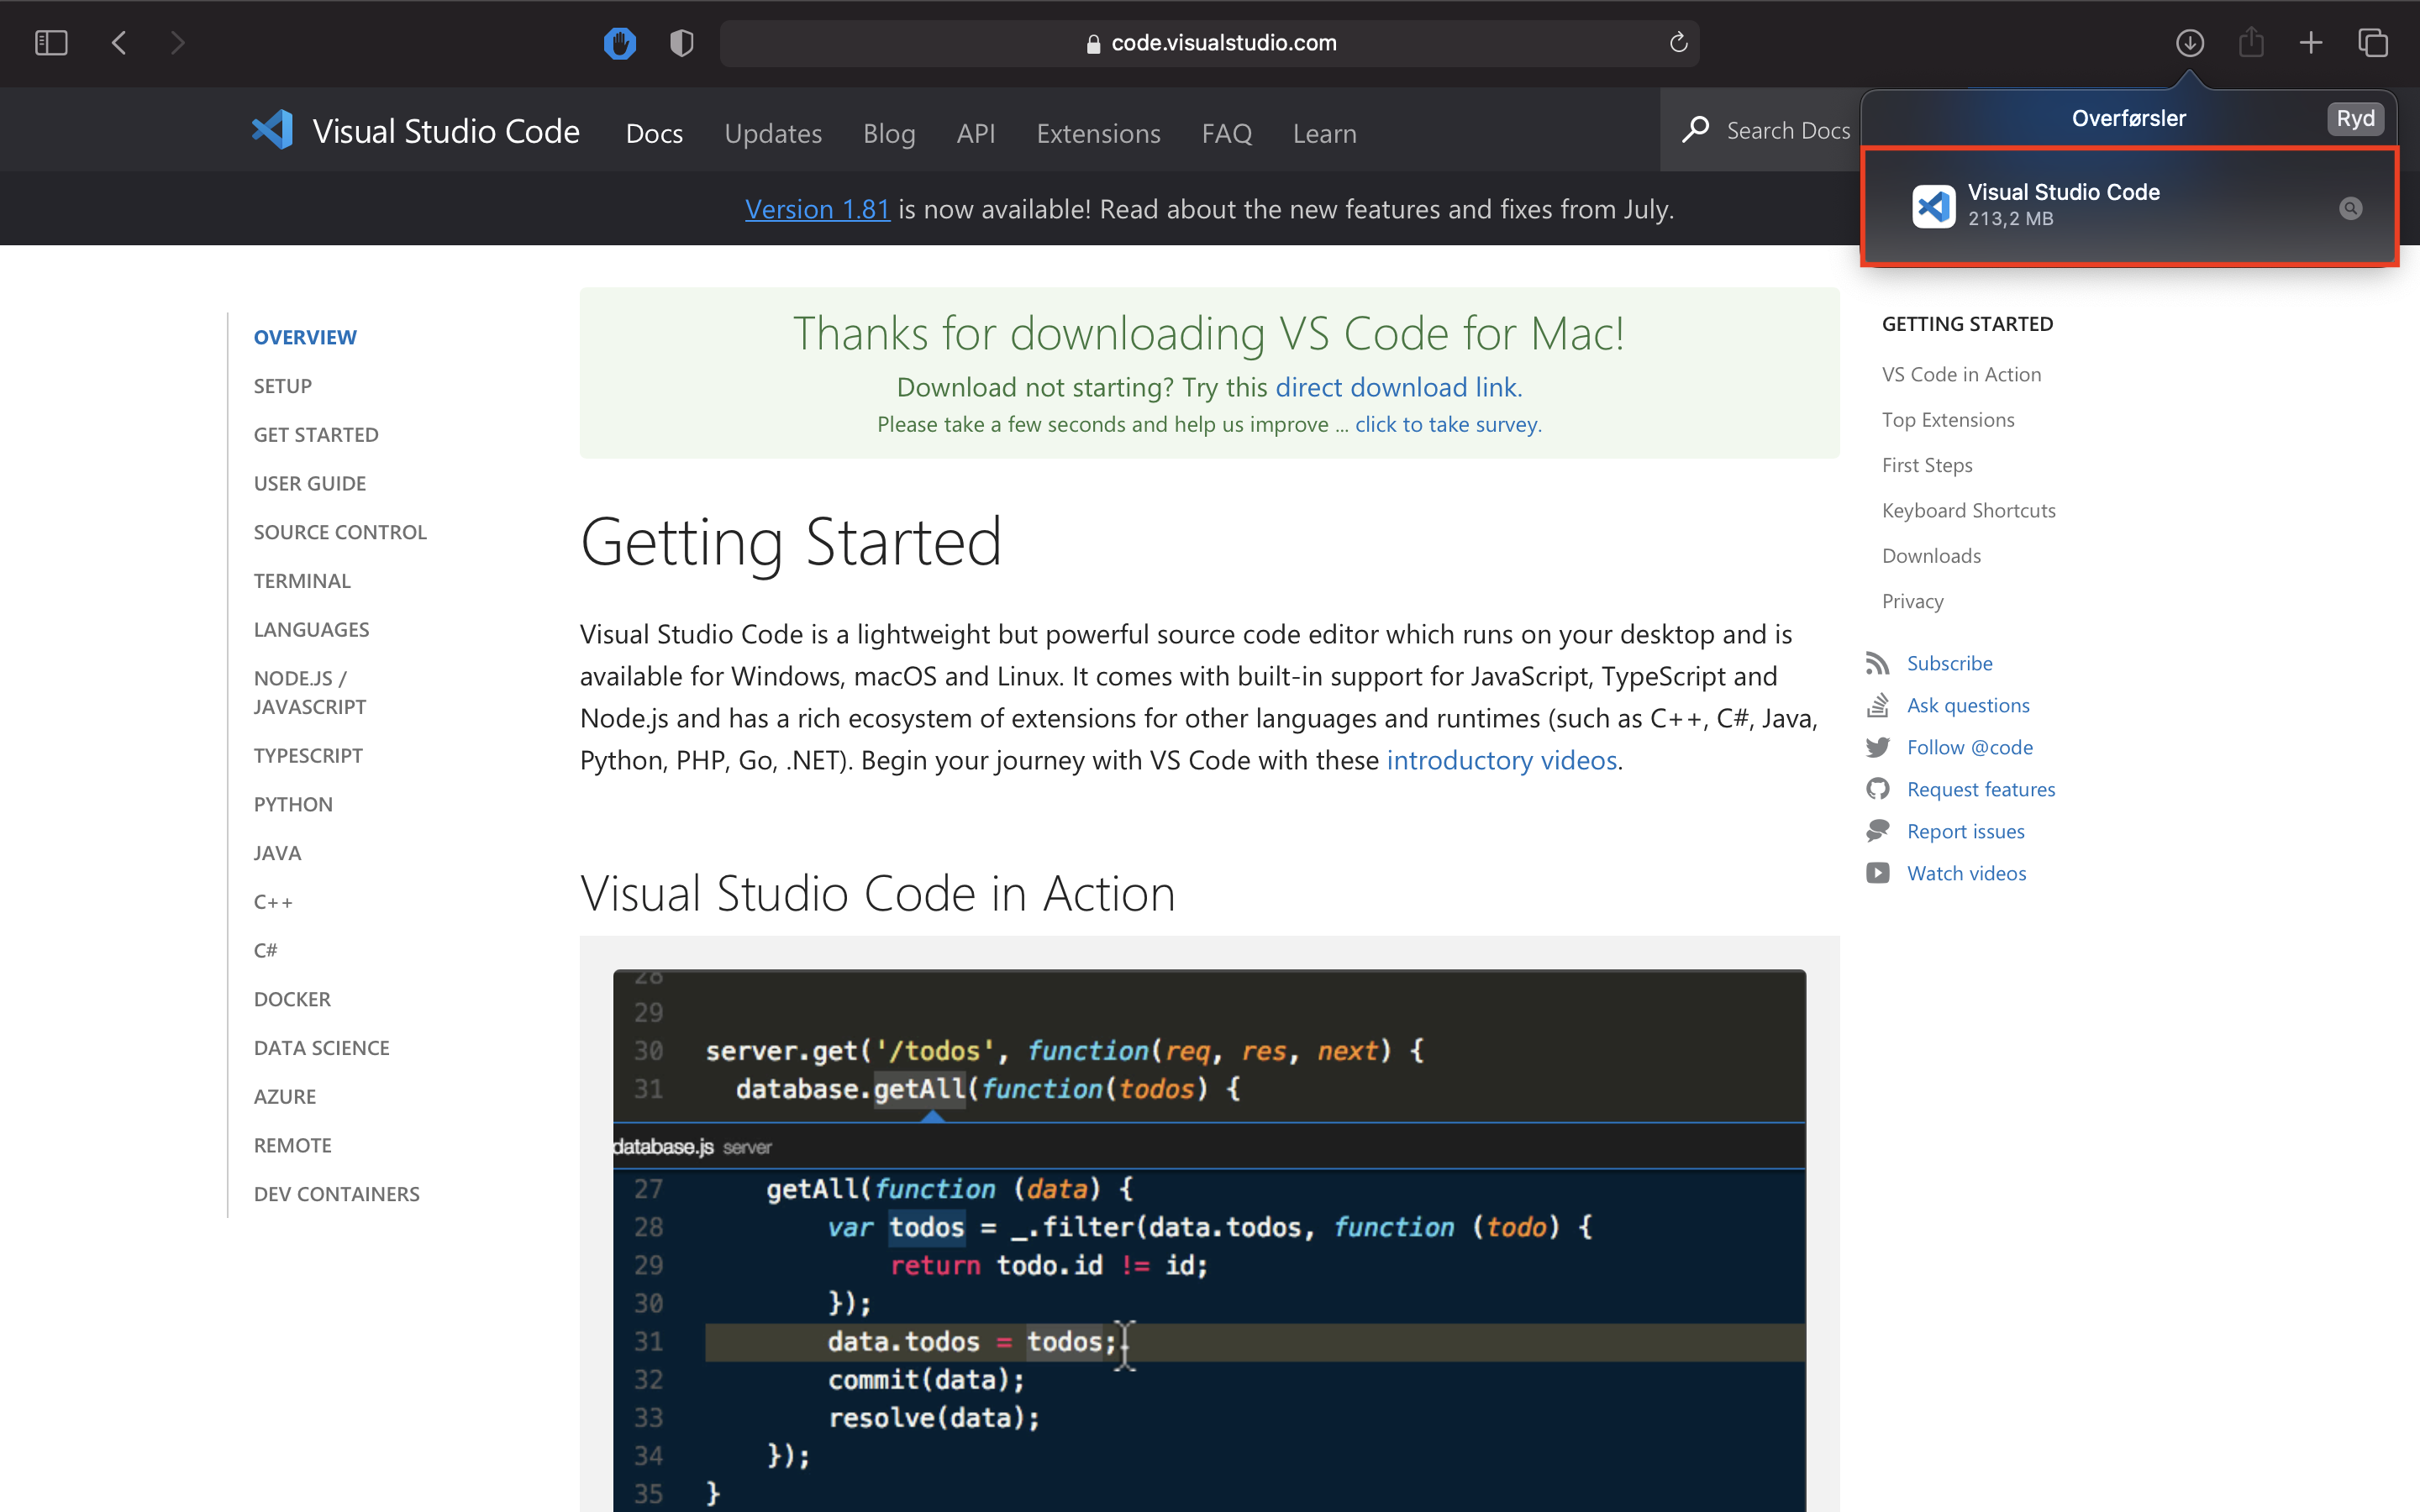 code.visualstudio.com
Visual Studio Code
Docs
Updates
Blog
API
Extensions
FAQ
Learn
Search Docs
Overførsler
Ryd
Visual Studio Code
213,2 MB
Version 1.81 is now available! Read about the new features and fixes from July.
OVERVIEW
SETUP
GET STARTED
USER GUIDE
SOURCE CONTROL
TERMINAL
LANGUAGES
NODE.JS /
JAVASCRIPT
TYPESCRIPT
PYTHON
JAVA
C++
C#
DOCKER
DATA SCIENCE
AZURE
REMOTE
DEV CONTAINERS
Thanks for downloading VS Code for Mac!
Download not starting? Try this direct download link.
Please take a few seconds and help us improve ... click to take survey.
Getting Started
Visual Studio Code is a lightweight but powerful source code editor which runs on your desktop and is
available for Windows, macOS and Linux. It comes with built-in support for JavaScript, TypeScript and
Node.js and has a rich ecosystem of extensions for other languages and runtimes (such as C++, C#, Java,
Python, PHP, Go, .NET). Begin your journey with VS Code with these introductory videos.
Visual Studio Code in Action
28
29
30 server.get('/todos', function(req, res, next) {
31 database.getAll(function(todos) {
database.js server
27 getAll(function (data) {
28 var todos = _.filter(data.todos, function (todo) {
29 return todo.id != id;
30 });
31 data.todos = todos;
32 commit(data);
33 resolve(data);
34 });
35 }
GETTING STARTED
VS Code in Action
Top Extensions
First Steps
Keyboard Shortcuts
Downloads
Privacy
Subscribe
Ask questions
Follow @code
Request features
Report issues
Watch videos